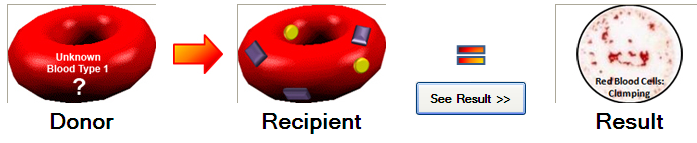 Unknown
Blood Type 1
?
Donor
Recipient
See Result >>
Red Blood Cells:
Clumping
Result